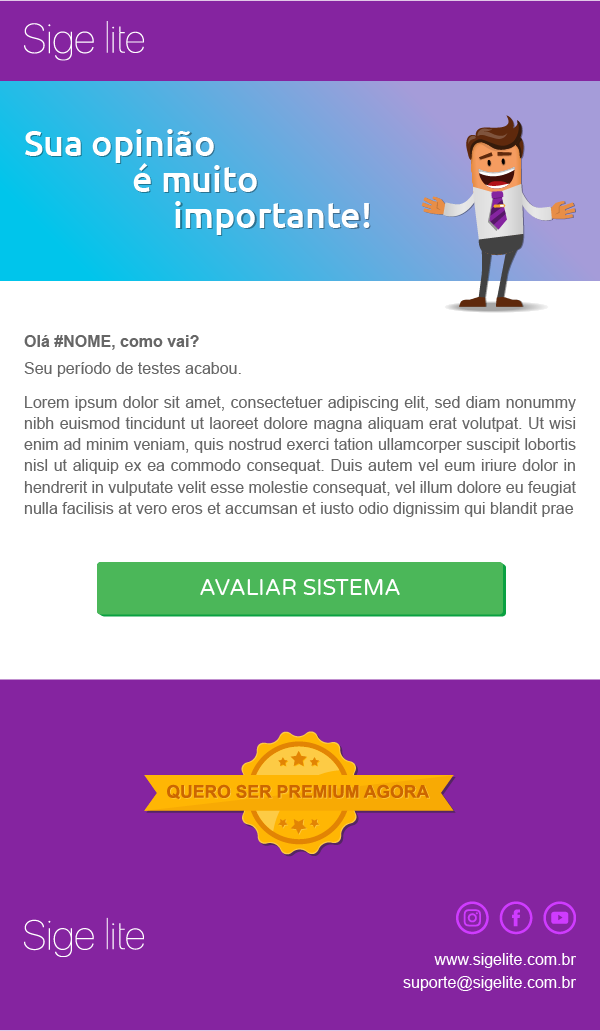 Sige lite
Sua opinião
é muito
importante!
Olá #NOME, como vai?
Seu período de testes acabou.
Lorem ipsum dolor sit amet, consectetuer adipiscing elit, sed diam nonummy
nibh euismod tincidunt ut laoreet dolore magna aliquam erat volutpat. Ut wisi
enim ad minim veniam, quis nostrud exerci tation ullamcorper suscipit lobortis
nisl ut aliquip ex ea commodo consequat. Duis autem vel eum iriure dolor in
hendrerit in vulputate velit esse molestie consequat, vel illum dolore eu feugiat
nulla facilisis at vero eros et accumsan et iusto odio dignissim qui blandit prae
AVALIAR SISTEMA
QUERO SER PREMIUM AGORA
Sige lite
www.sigelite.com.br
suporte@sigelite.com.br